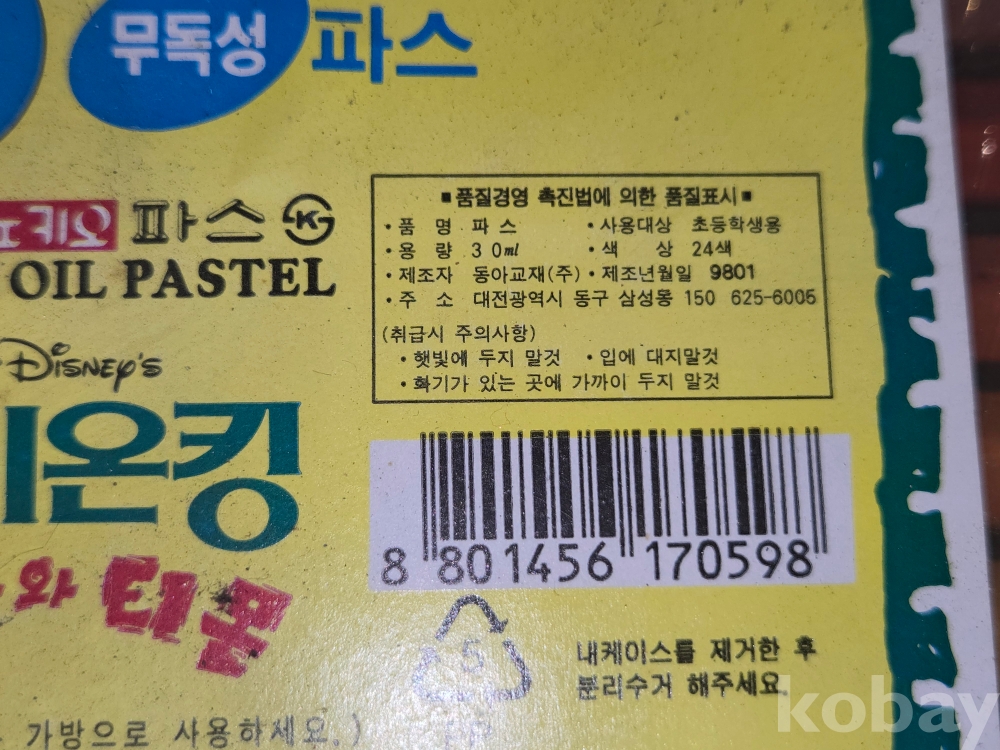 무독성 파스
오키 파스
OIL PASTEL
■품질경영 촉진법에 의한 품질표시■
·품 명 파스 ·사용대상 초등학생용
·용 량 30㎖ ·색 상 24색
·제조자 동아교재(주) ·제조년월일 9801
·주 소 대전광역시 동구 삼성동 150 625-6005
(취급시 주의사항)
·햇빛에 두지 말것 ·입에 대지말것
·화기가 있는 곳에 가까이 두지 말것
DISNEY'S
이온킹
와 티몬
8 801456 170598
5
PP
내케이스를 제거한 후
분리수거 해주세요.
가방으로 사용하세요.)
kobay